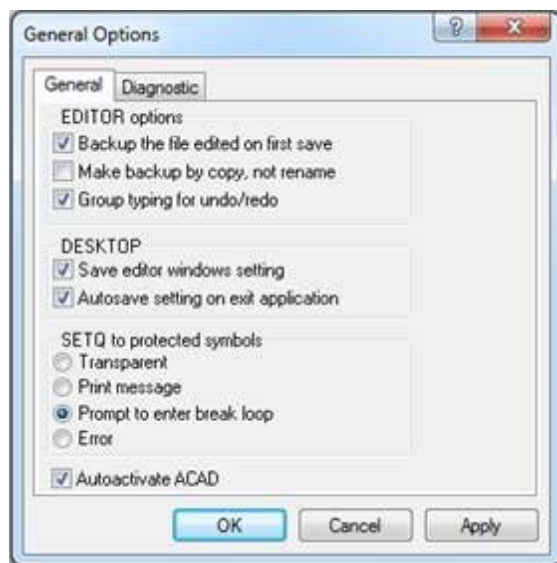 General Options
General
Diagnostic
EDITOR options
Backup the file edited on first save
Make backup by copy, not rename
Group typing for undo/redo
DESKTOP
Save editor windows setting
Autosave setting on exit application
SETQ to protected symbols
Transparent
Print message
Prompt to enter break loop
Error
Autoactivate ACAD
OK
Cancel
Apply